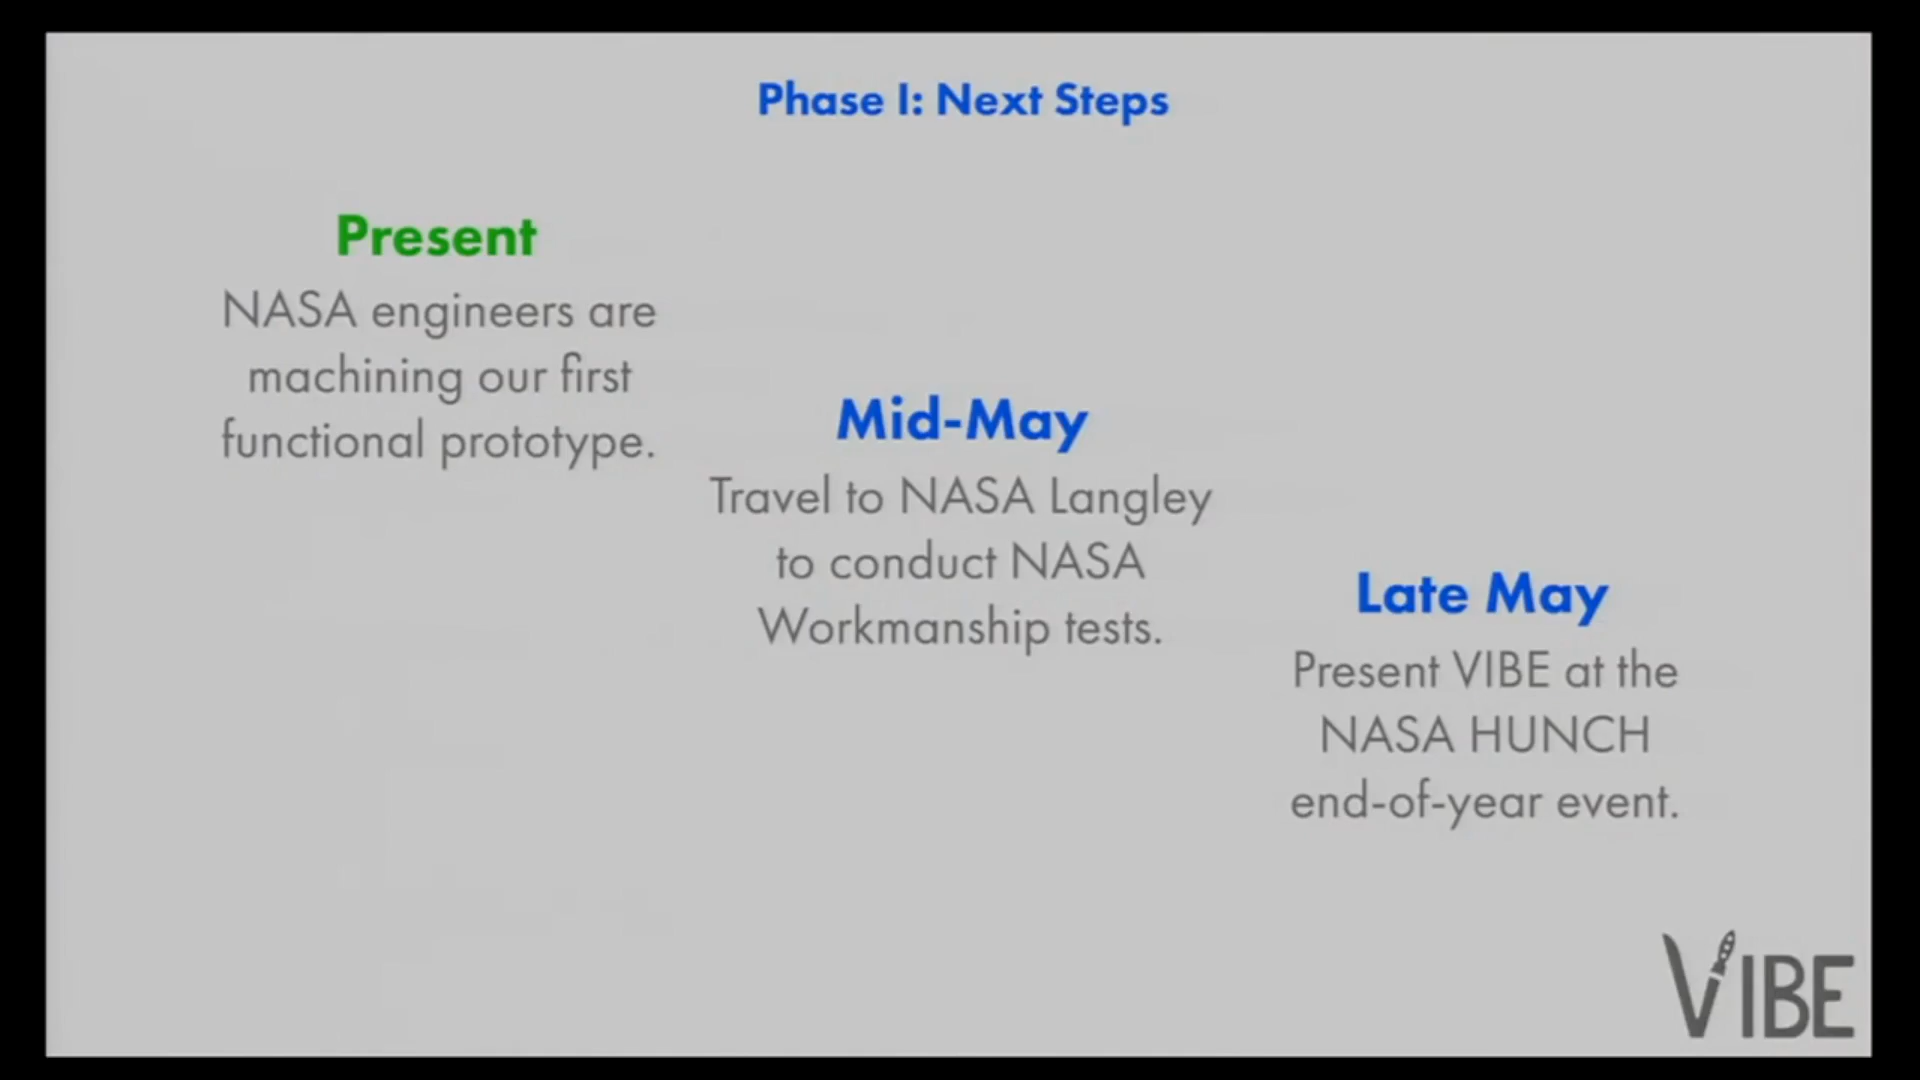 Phase I: Next Steps
Present
NASA engineers are
machining our first
functional prototype.
Mid-May
Travel to NASA Langley
to conduct NASA
Workmanship tests.
Late May
Present VIBE at the
NASA HUNCH
end-of-year event.
VIBE